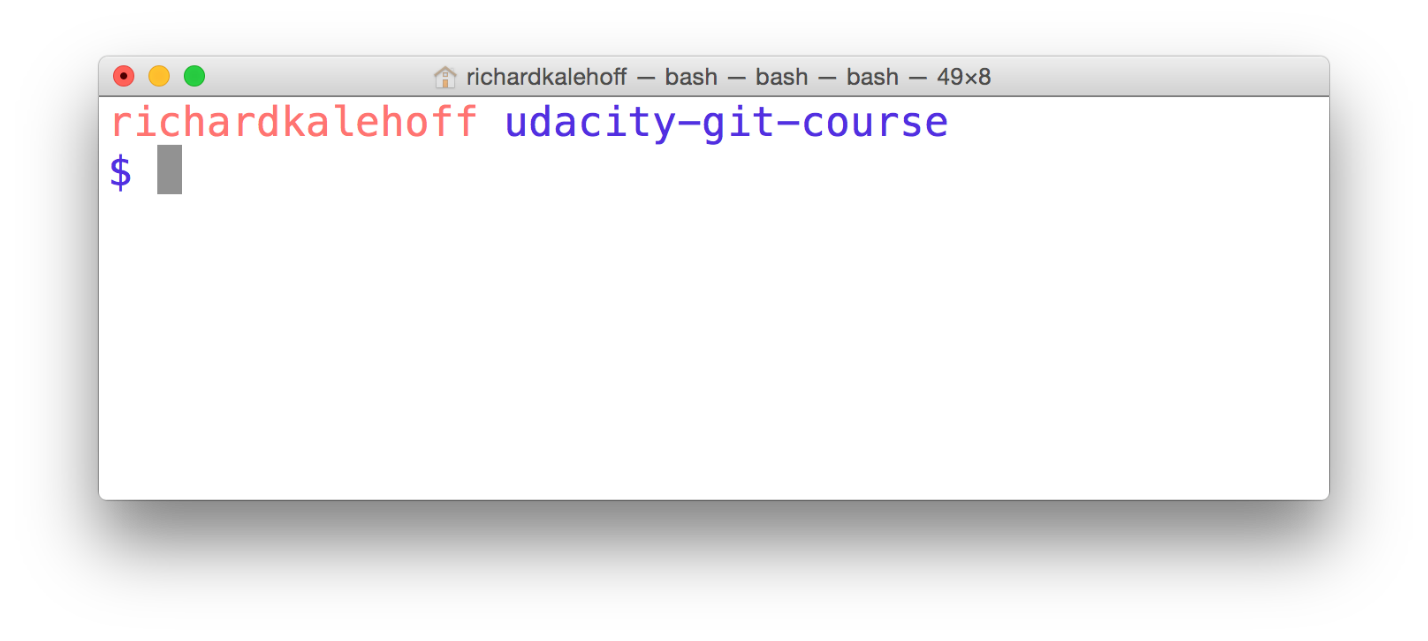 richardkalehoff — bash — bash — bash — 49×8
richardkalehoff udacity-git-course
$